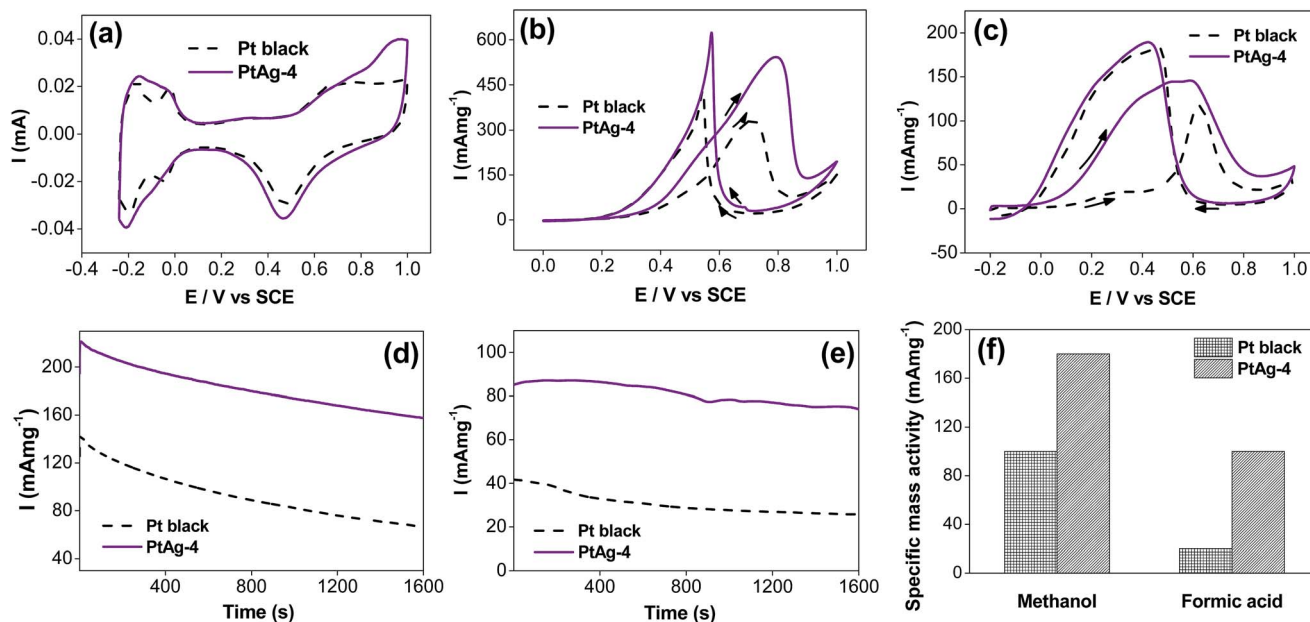 (a)
Pt black
PtAg-4
0.04
0.02
0.00
0.02
0.04
I (mA)
-0.4 -0.2 0.0 0.2 0.4 0.6 0.8 1.0
E / V vs SCE
(b)
Pt black
PtAg-4
600
450
300
150
0
I (mAmg⁻¹)
0.0 0.2 0.4 0.6 0.8 1.0
E / V vs SCE
(c)
Pt black
PtAg-4
200
150
100
50
0
-50
I (mAmg⁻¹)
-0.2 0.0 0.2 0.4 0.6 0.8 1.0
E / V vs SCE
(d)
200
160
120
80
40
I (mAmg⁻¹)
Pt black
PtAg-4
400 800 1200 1600
Time (s)
(e)
100
80
60
40
20
0
I (mAmg⁻¹)
Pt black
PtAg-4
400 800 1200 1600
Time (s)
(f)
Pt black
PtAg-4
200
160
120
80
40
0
Specific mass activity (mAmg⁻¹)
Methanol Formic acid